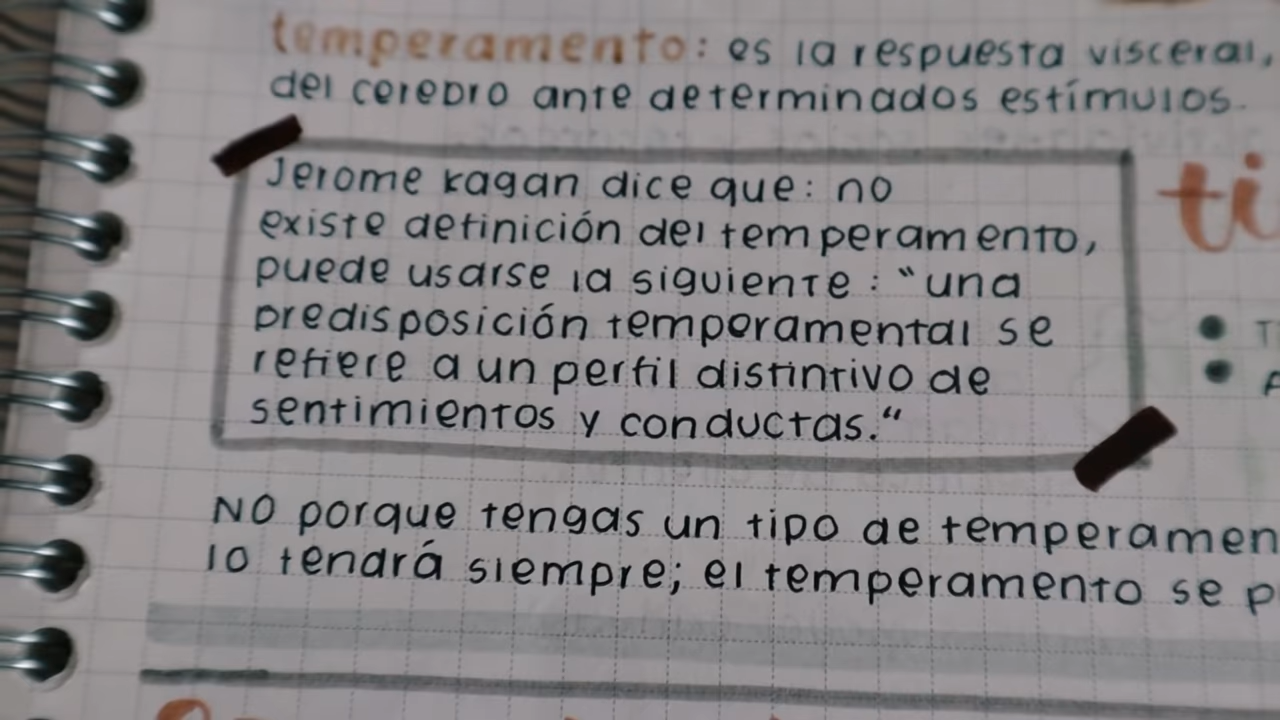 temperamento: es la respuesta visceral,
del cerebro ante determinados estímulos.
Jerome Kagan dice que: no
existe definición del temperamento,
puede usarse la siguiente: “una
predisposición temperamental se
refiere a un perfil distintivo de
sentimientos y conductas.“
ti
No porque tengas un tipo de temperamen
lo tendrá siempre; el temperamento se p